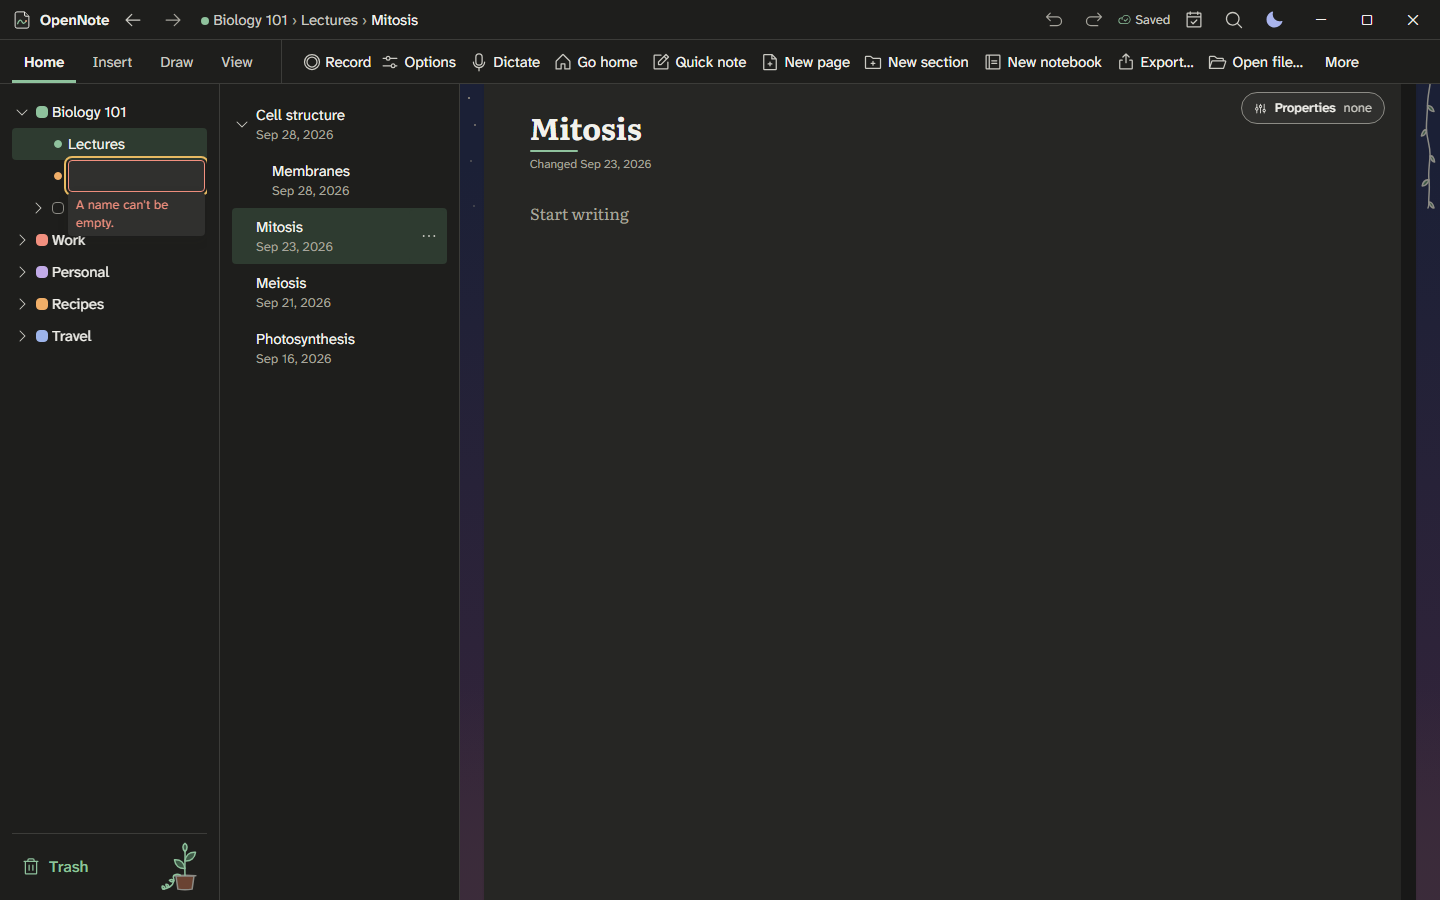 OpenNote
Biology 101 › Lectures › Mitosis
Saved
Home
Insert
Draw
View
Record
Options
Dictate
Go home
Quick note
New page
New section
New notebook
Export...
Open file...
More
Biology 101
Lectures
A name can't be
empty.
Work
Personal
Recipes
Travel
Trash
Cell structure
Sep 28, 2026
Membranes
Sep 28, 2026
Mitosis
Sep 23, 2026
Meiosis
Sep 21, 2026
Photosynthesis
Sep 16, 2026
Properties none
Mitosis
Changed Sep 23, 2026
Start writing